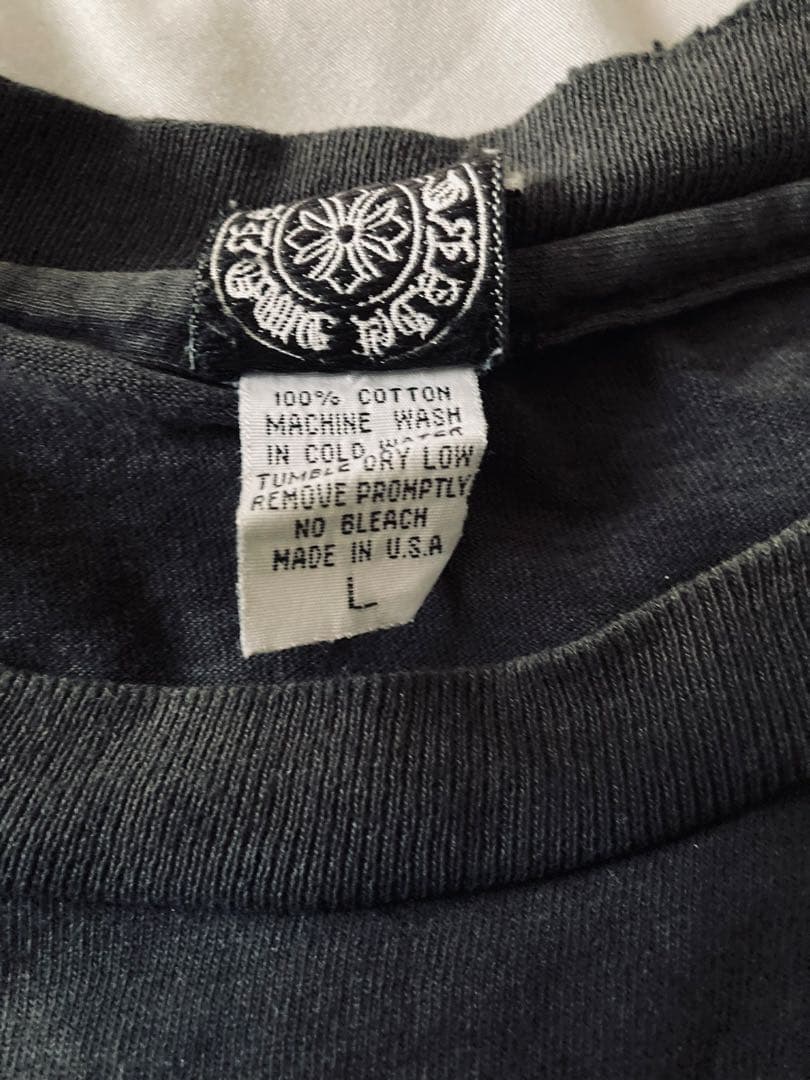 100% COTTON
MACHINE WASH
IN COLD WATER
TUMBLE DRY LOW
REMOVE PROMPTLY
NO BLEACH
MADE IN U.S.A
L